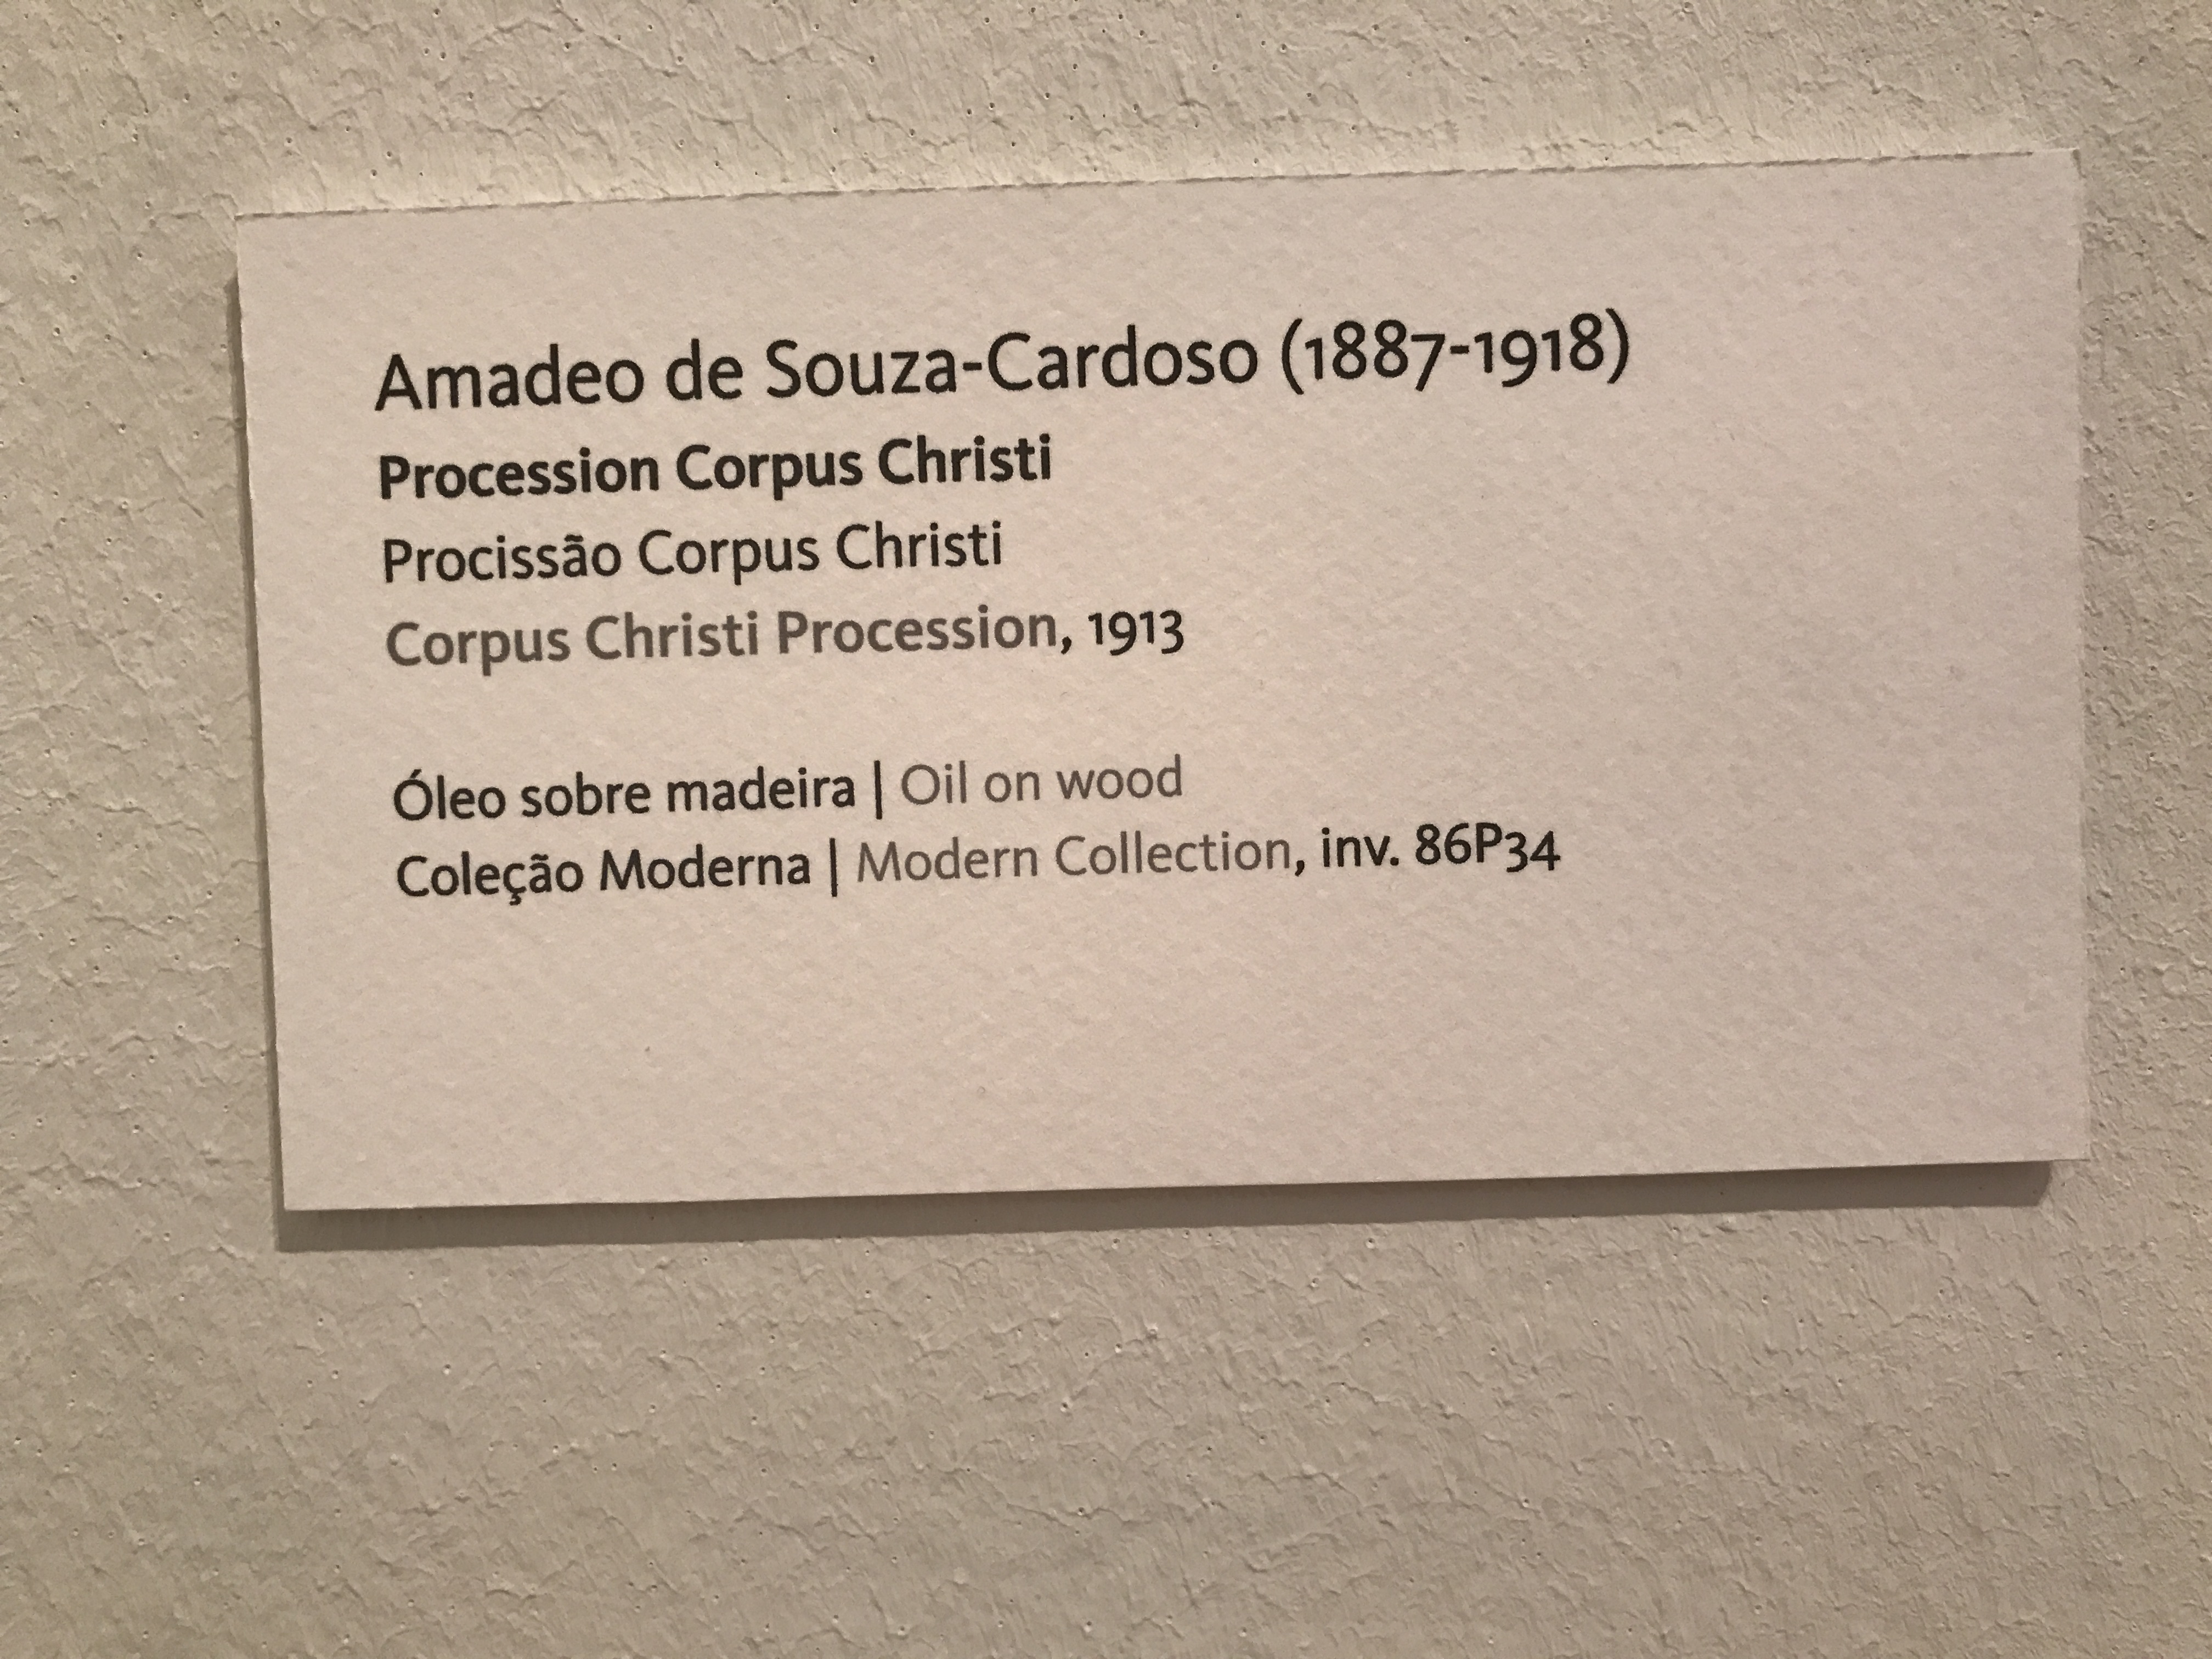 Amadeo de Souza-Cardoso (1887-1918)
Procession Corpus Christi
Procissão Corpus Christi
Corpus Christi Procession, 1913
Óleo sobre madeira | Oil on wood
Coleção Moderna | Modern Collection, inv. 86P34